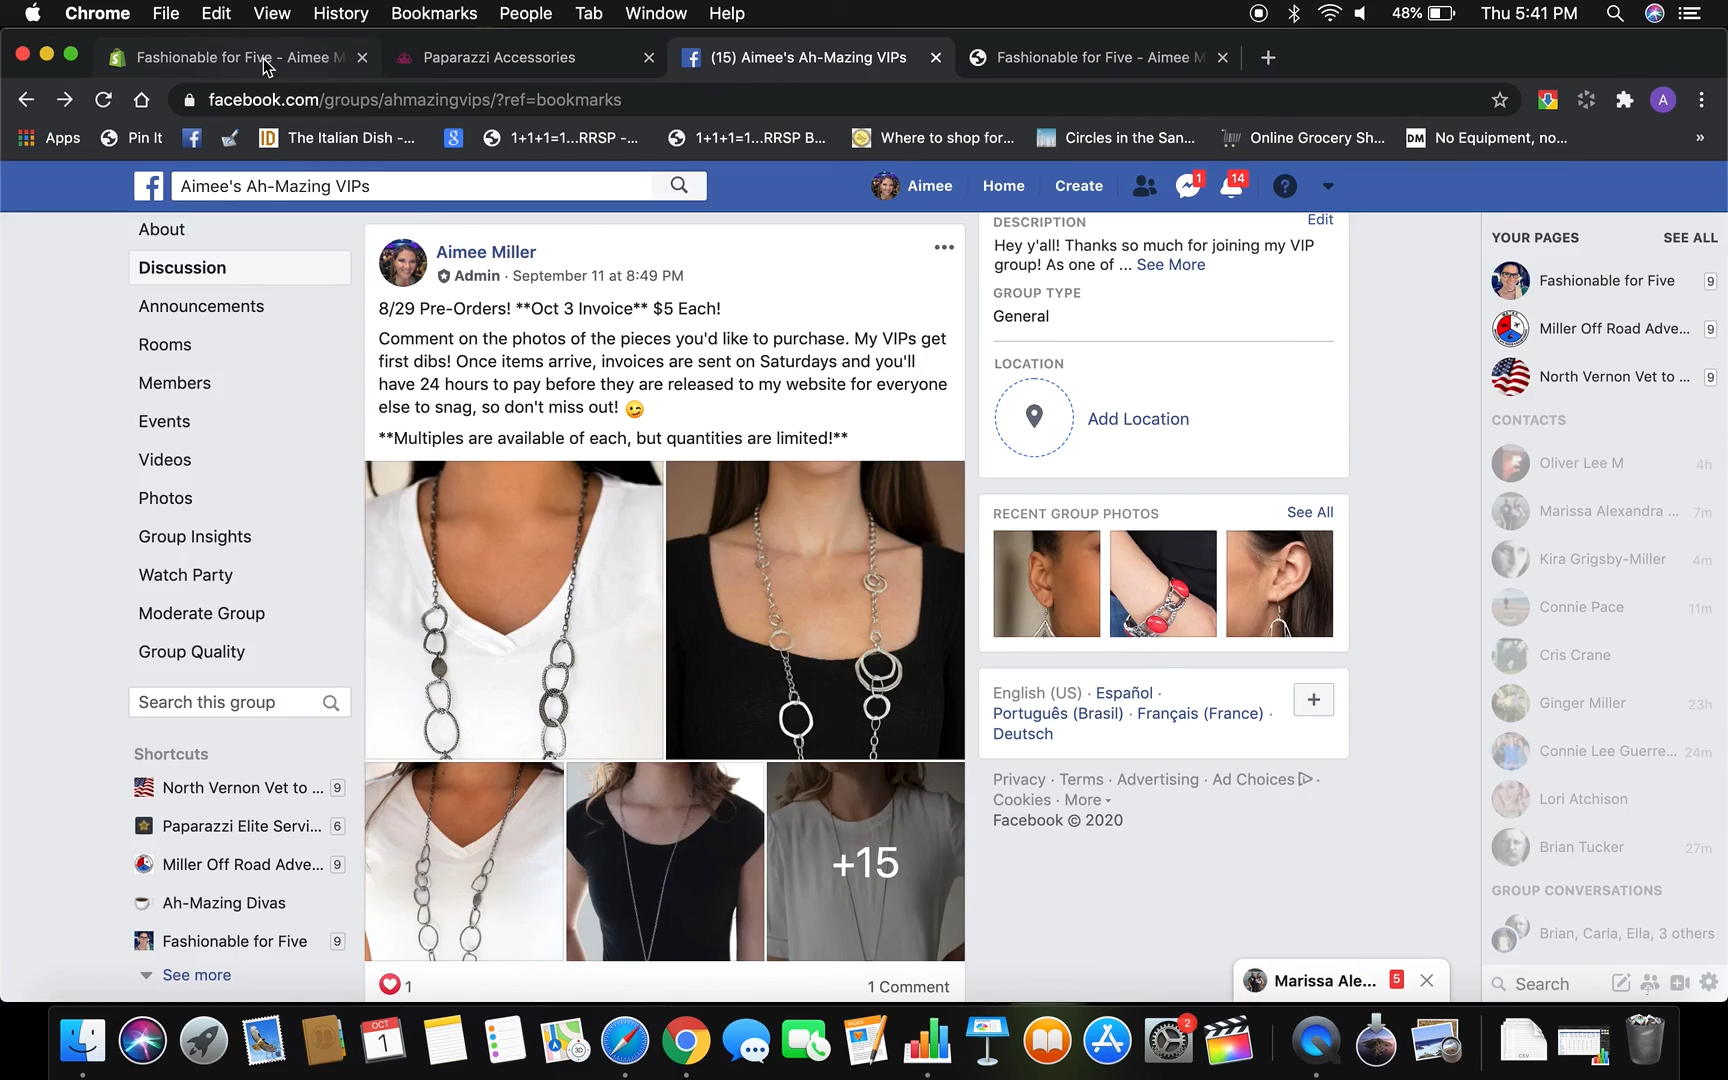 Chrome File Edit View History Bookmarks People Tab Window Help 48% Thu 5:41 PM
Fashionable for Five - Aimee M Paparazzi Accessories (15) Aimee's Ah-Mazing VIPs Fashionable for Five - Aimee M
facebook.com/groups/ahmazingvips/?ref=bookmarks A
Apps Pin It The Italian Dish -... 1+1+1=1...RRSP -... 1+1+1=1...RRSP B... Where to shop for... Circles in the San... Online Grocery Sh... DM No Equipment, no... »
Aimee's Ah-Mazing VIPs Aimee Home Create 1 14
About
Discussion
Announcements
Rooms
Members
Events
Videos
Photos
Group Insights
Watch Party
Moderate Group
Group Quality
Search this group
Shortcuts
North Vernon Vet to ... 9
Paparazzi Elite Servi... 6
Miller Off Road Adve... 9
Ah-Mazing Divas
Fashionable for Five 9
See more
Aimee Miller
Admin · September 11 at 8:49 PM
8/29 Pre-Orders! **Oct 3 Invoice** $5 Each!
Comment on the photos of the pieces you'd like to purchase. My VIPs get
first dibs! Once items arrive, invoices are sent on Saturdays and you'll
have 24 hours to pay before they are released to my website for everyone
else to snag, so don't miss out!
**Multiples are available of each, but quantities are limited!**
+15
1 1 Comment
DESCRIPTION Edit
Hey y'all! Thanks so much for joining my VIP
group! As one of ... See More
GROUP TYPE
General
LOCATION
Add Location
RECENT GROUP PHOTOS See All
English (US) · Español ·
Português (Brasil) · Français (France) ·
Deutsch
Privacy · Terms · Advertising · Ad Choices ·
Cookies · More
Facebook © 2020
YOUR PAGES SEE ALL
Fashionable for Five 9
Miller Off Road Adve... 9
North Vernon Vet to ... 9
CONTACTS
Oliver Lee M 4h
Marissa Alexandra ... 7m
Kira Grigsby-Miller 4m
Connie Pace 11m
Cris Crane
Ginger Miller 23h
Connie Lee Guerre... 24m
Lori Atchison
Brian Tucker 27m
GROUP CONVERSATIONS
Brian, Carla, Ella, 3 others
Marissa Ale... 5
Search
OCT
1
2